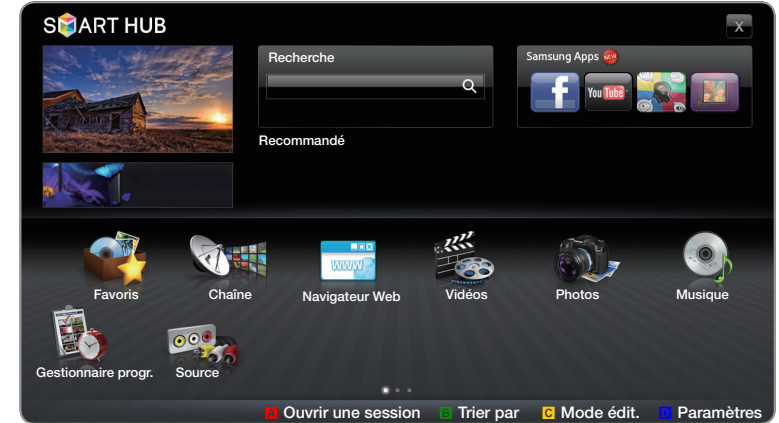 SMART HUB
X
Recherche
Samsung Apps NEW
f
You Tube
Recommandé
www
Favoris
Chaîne
Navigateur Web
Vidéos
Photos
Musique
Gestionnaire progr.
Source
A Ouvrir une session
B Trier par
C Mode édit.
D Paramètres